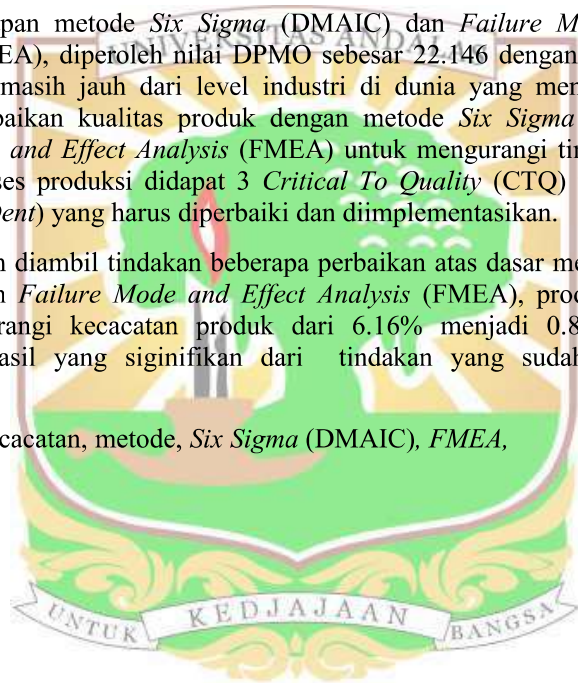 pan metode Six Sigma (DMAIC) dan Failure Mo
EA), diperoleh nilai DPMO sebesar 22.146 dengan
masih jauh dari level industri di dunia yang men
baikan kualitas produk dengan metode Six Sigma
and Effect Analysis (FMEA) untuk mengurangi tin
ses produksi didapat 3 Critical To Quality (CTQ)
Dent) yang harus diperbaiki dan diimplementasikan.
n diambil tindakan beberapa perbaikan atas dasar me
n Failure Mode and Effect Analysis (FMEA), prod
rangi kecacatan produk dari 6.16% menjadi 0.8
asil yang siginifikan dari tindakan yang sudah
cacatan, metode, Six Sigma (DMAIC), FMEA,
UNIVERSITAS ANDAL
UNTUK KEDJAJAAN BANGSA